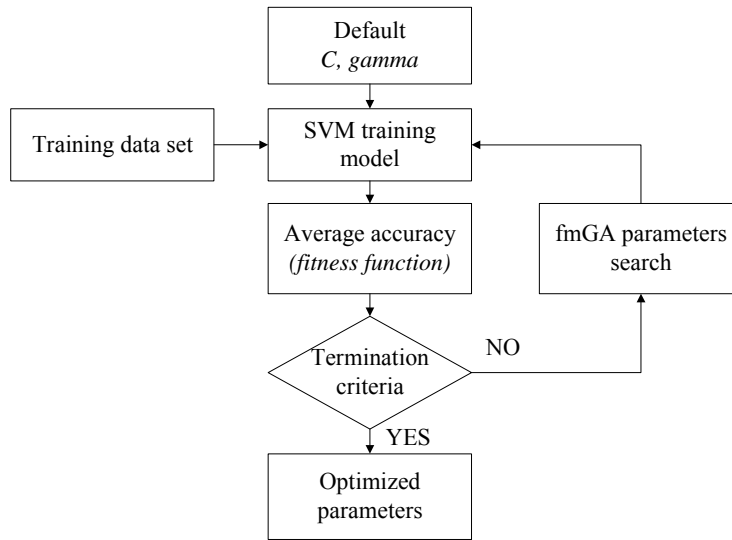 Default
C, gamma
Training data set
SVM training
model
Average accuracy
(fitness function)
fmGA parameters
search
Termination
criteria
NO
YES
Optimized
parameters